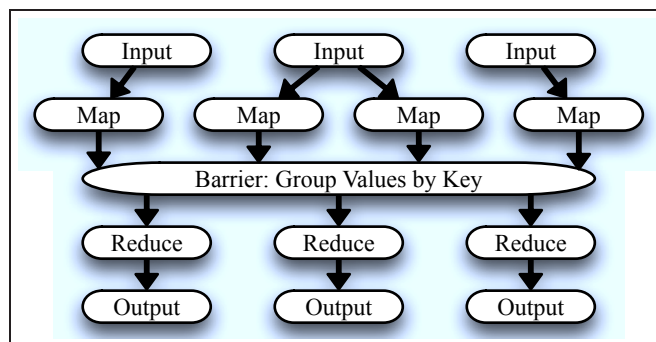 Input Input Input
Map Map Map Map
Barrier: Group Values by Key
Reduce Reduce Reduce
Output Output Output